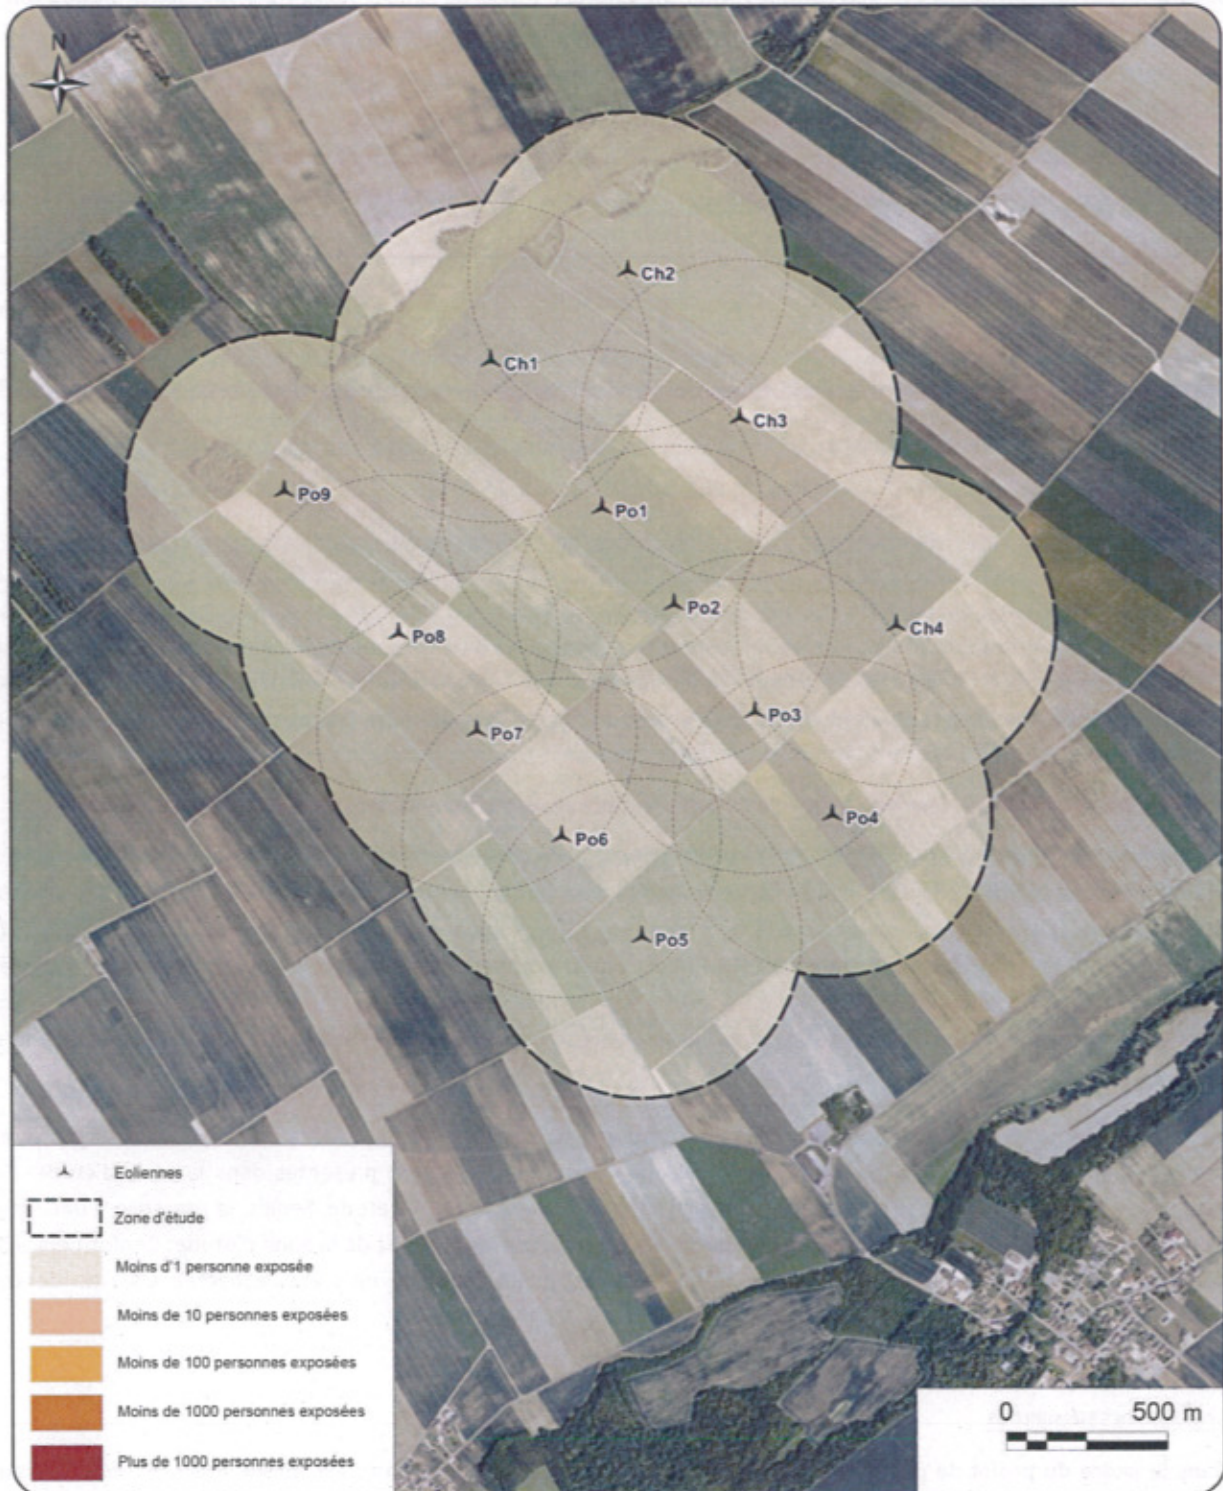 N
Ch2
Ch1
Ch3
Po9
Po1
Po2
Ch4
Po8
Po3
Po7
Po4
Po6
Po5
Eoliennes
Zone d'étude
Moins d'1 personne exposée
Moins de 10 personnes exposées
Moins de 100 personnes exposées
Moins de 1000 personnes exposées
Plus de 1000 personnes exposées
0 500 m